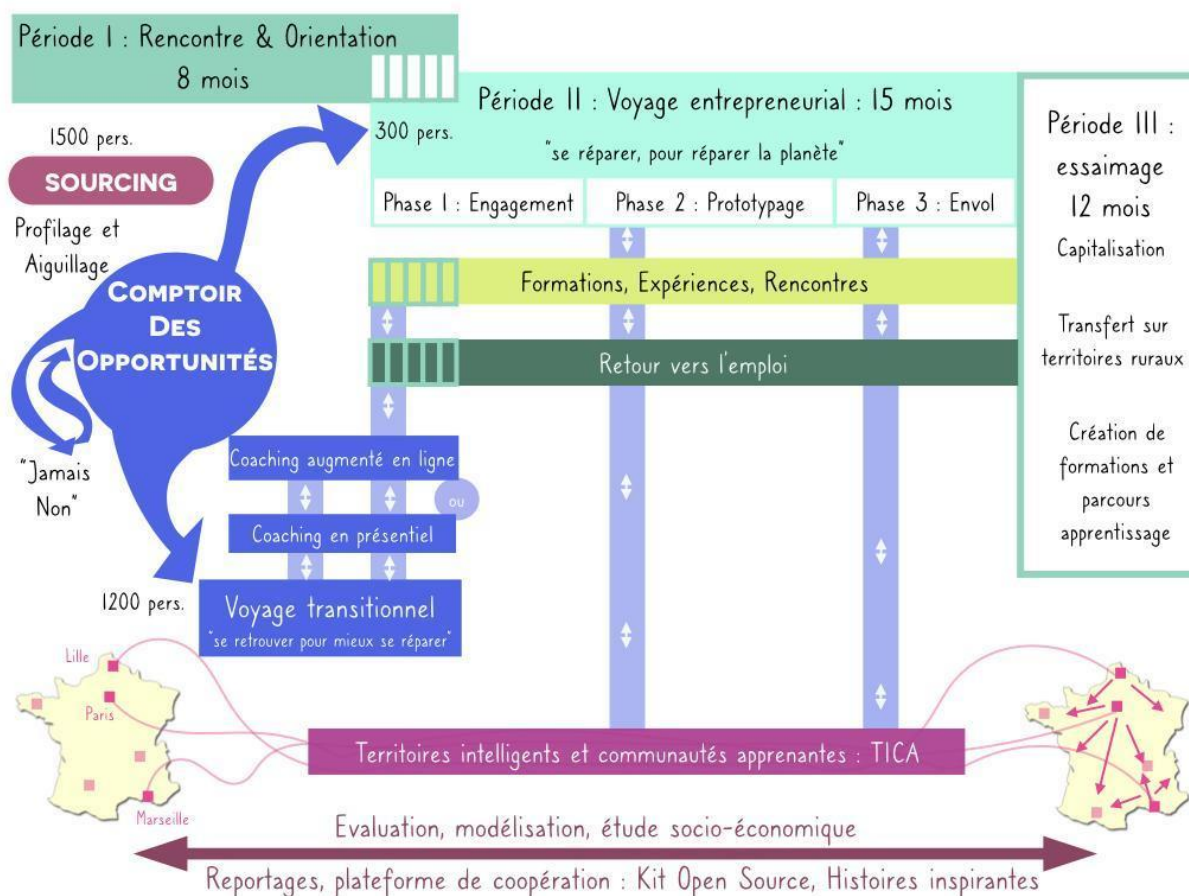 Période I : Rencontre & Orientation
8 mois
1500 pers.
SOURCING
Profilage et
Aiguillage
COMPTOIR
DES
OPPORTUNITÉS
"Jamais
Non"
300 pers.
Période II : Voyage entrepreneurial : 15 mois
"se réparer, pour réparer la planète"
Phase 1 : Engagement
Phase 2 : Prototypage
Phase 3 : Envol
Formations, Expériences, Rencontres
Retour vers l'emploi
Coaching augmenté en ligne
ou
Coaching en présentiel
1200 pers.
Voyage transitionnel
"se retrouver pour mieux se réparer"
Période III :
essaimage
12 mois
Capitalisation
Transfert sur
territoires ruraux
Création de
formations et
parcours
apprentissage
Lille
Paris
Marseille
Territoires intelligents et communautés apprenantes : TICA
Evaluation, modélisation, étude socio-économique
Reportages, plateforme de coopération : Kit Open Source, Histoires inspirantes